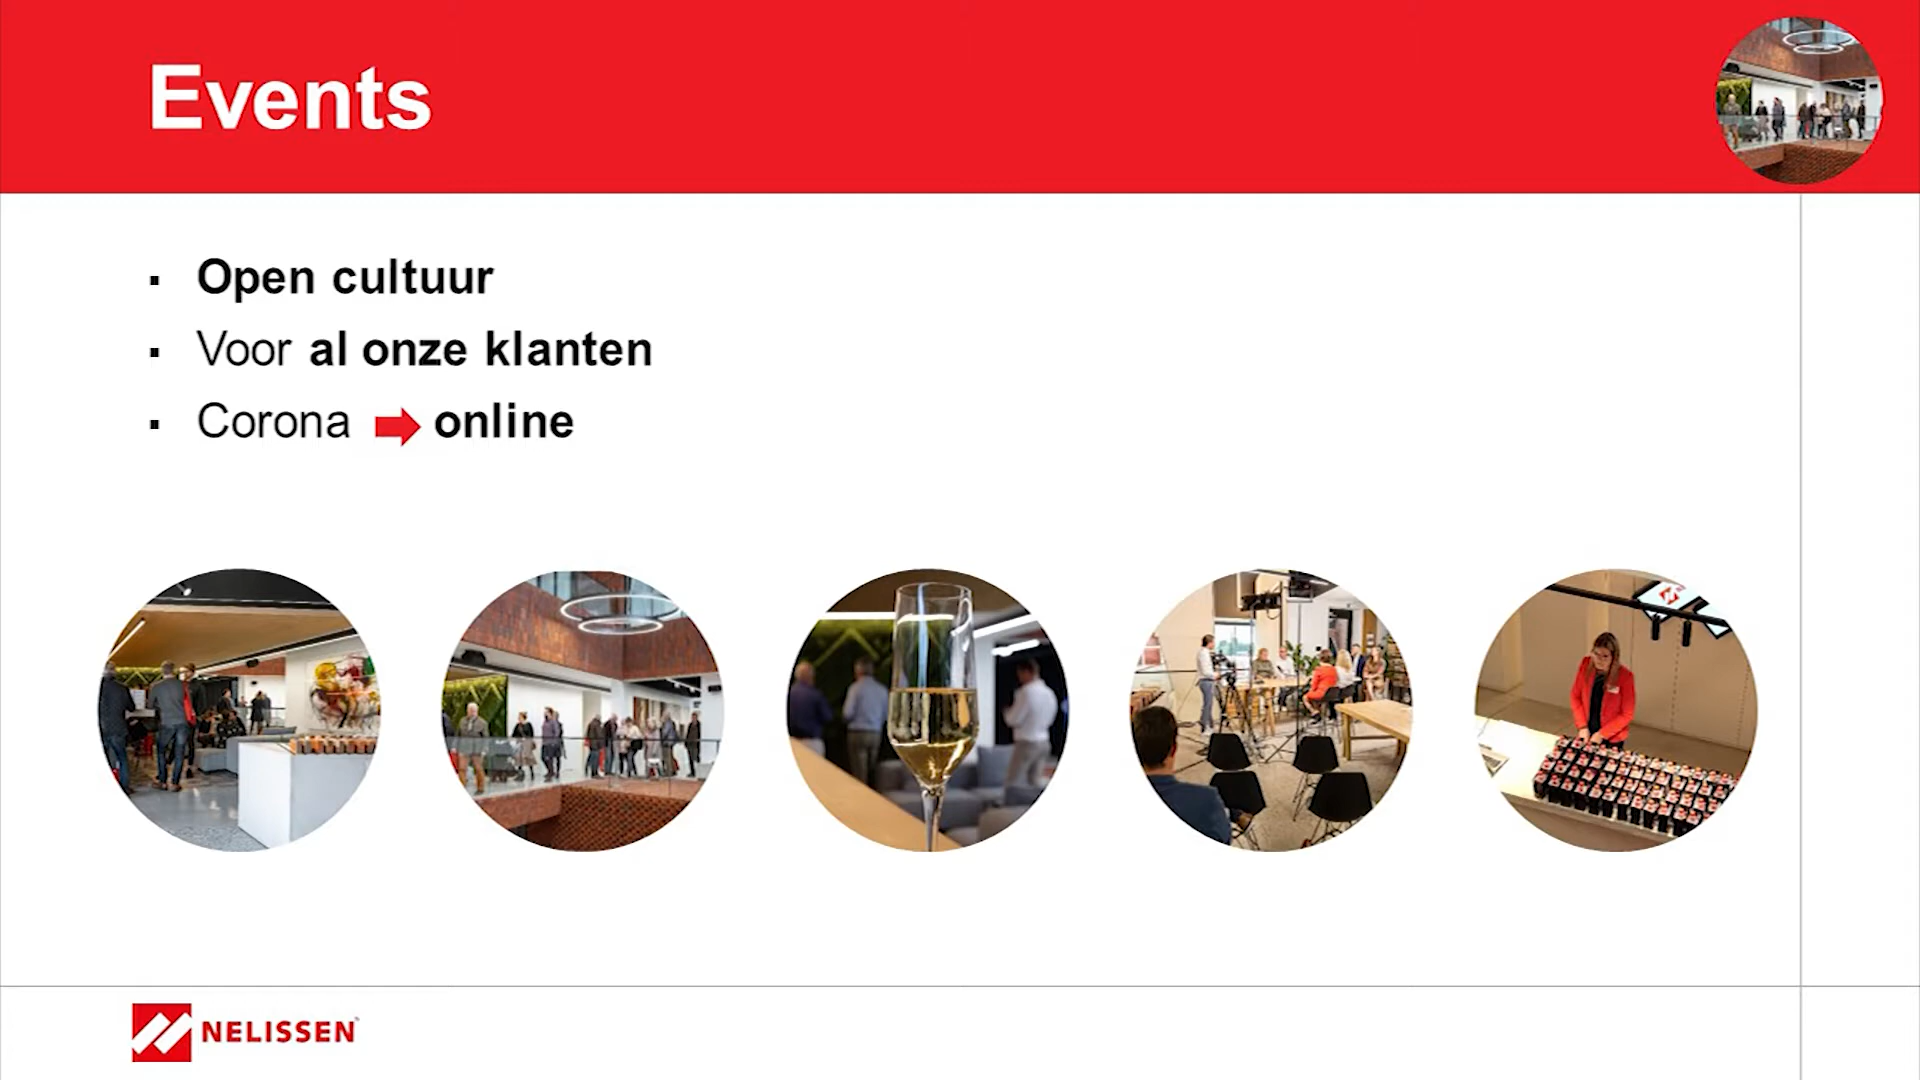 Events
▪ Open cultuur
▪ Voor al onze klanten
▪ Corona ➡ online
NELISSEN